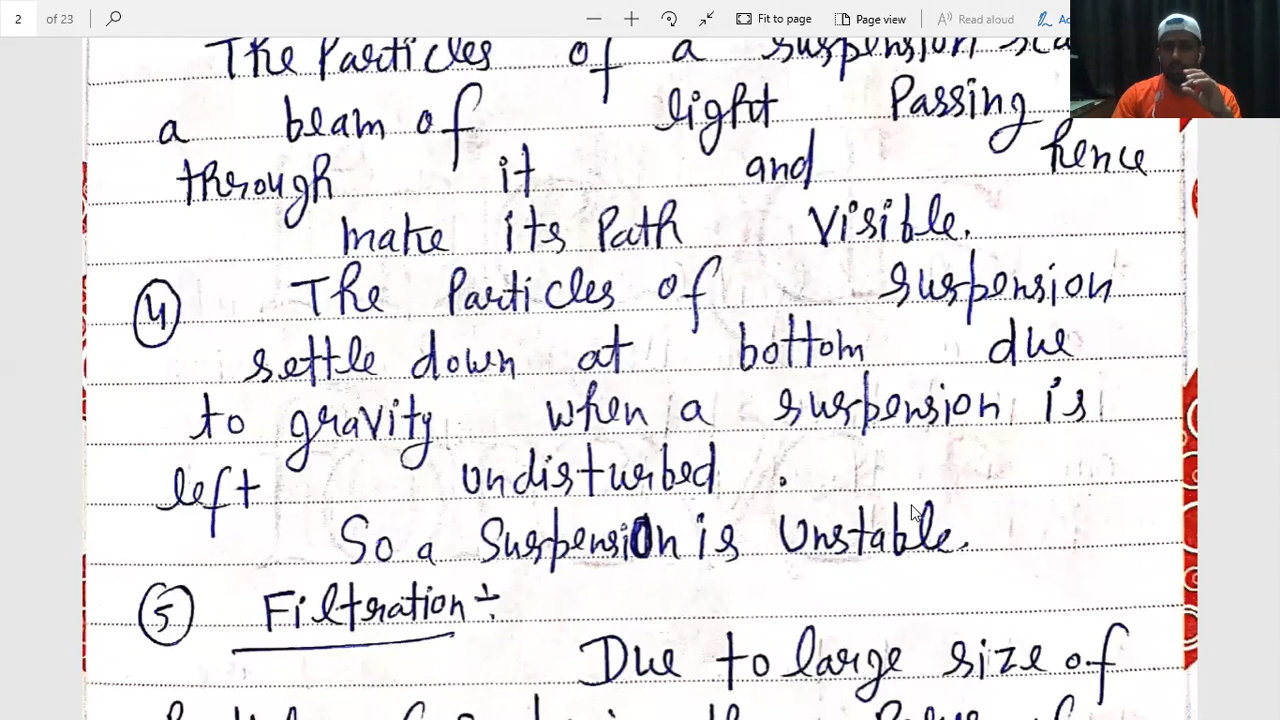 2 of 23 Fit to page Page view Read aloud
The Particles of a suspension
a beam of light Passing
through it and hence
make its Path Visible.
4 The Particles of suspension
settle down at bottom due
to gravity when a suspension is
left undisturbed .
So a Suspension is Unstable.
5 Filtration ÷
Due to large size of